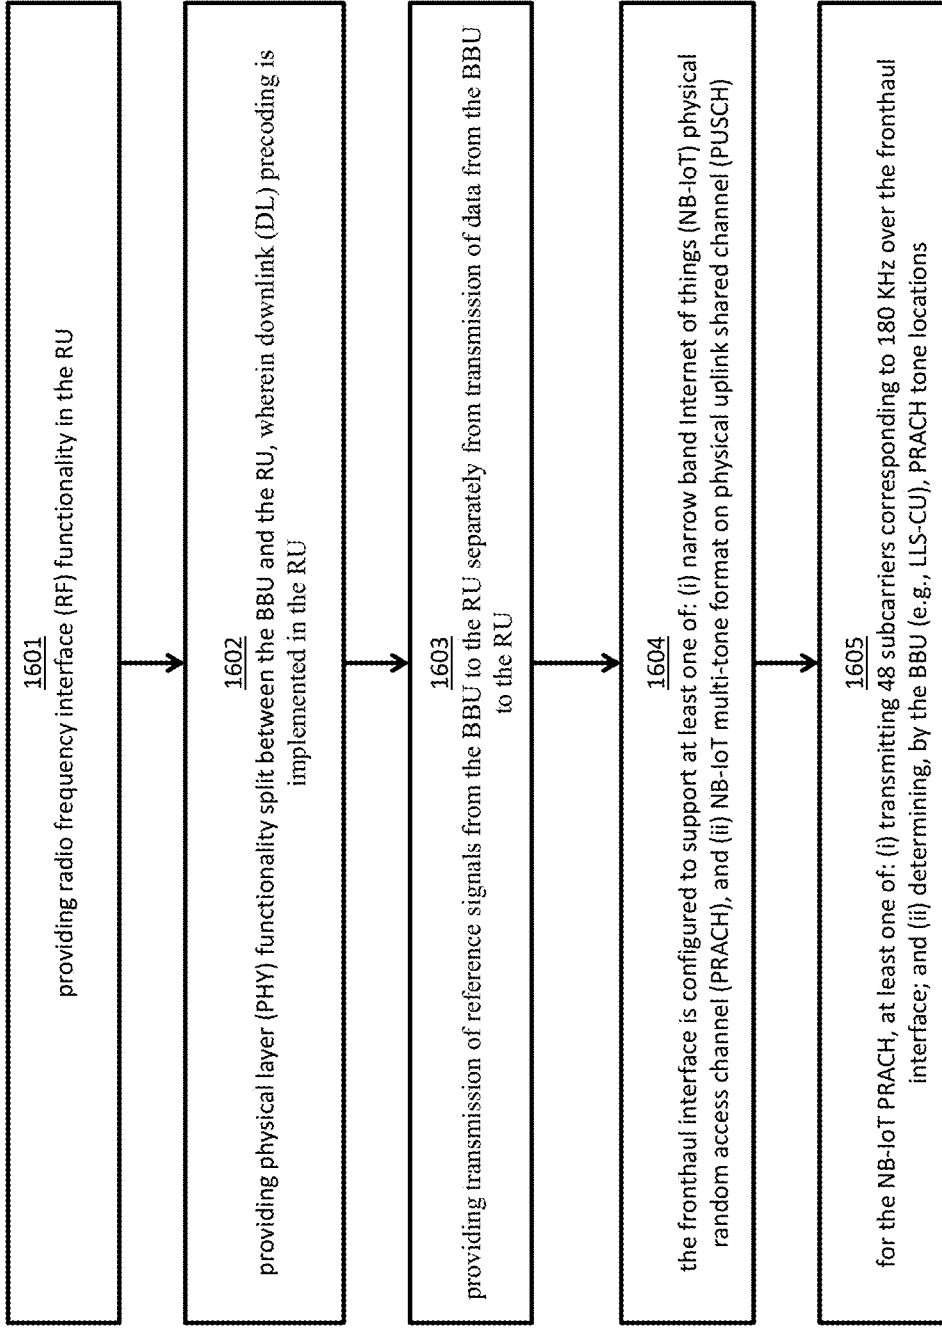 1601
providing radio frequency interface (RF) functionality in the RU
1602
providing physical layer (PHY) functionality split between the BBU and the RU, wherein downlink (DL) precoding is
implemented in the RU
1603
providing transmission of reference signals from the BBU to the RU separately from transmission of data from the BBU
to the RU
1604
the fronthaul interface is configured to support at least one of: (i) narrow band Internet of things (NB-IoT) physical
random access channel (PRACH), and (ii) NB-IoT multi-tone format on physical uplink shared channel (PUSCH)
1605
for the NB-IoT PRACH, at least one of: (i) transmitting 48 subcarriers corresponding to 180 KHz over the fronthaul
interface; and (ii) determining, by the BBU (e.g., LLS-CU), PRACH tone locations